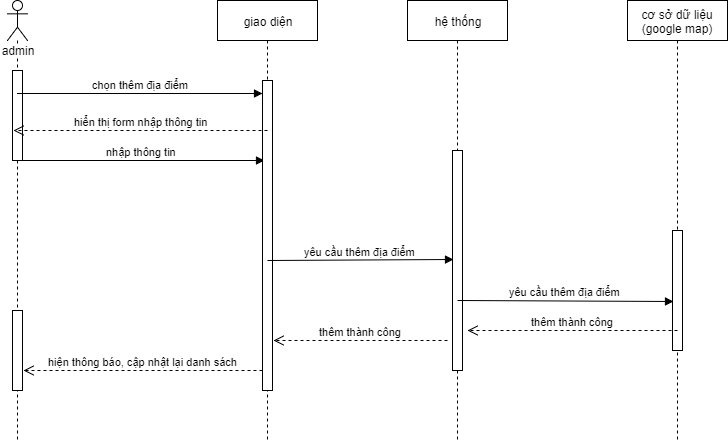 admin
giao diện
hệ thống
cơ sở dữ liệu
(google map)
chọn thêm địa điểm
hiển thị form nhập thông tin
nhập thông tin
yêu cầu thêm địa điểm
yêu cầu thêm địa điểm
thêm thành công
thêm thành công
hiện thông báo, cập nhật lại danh sách